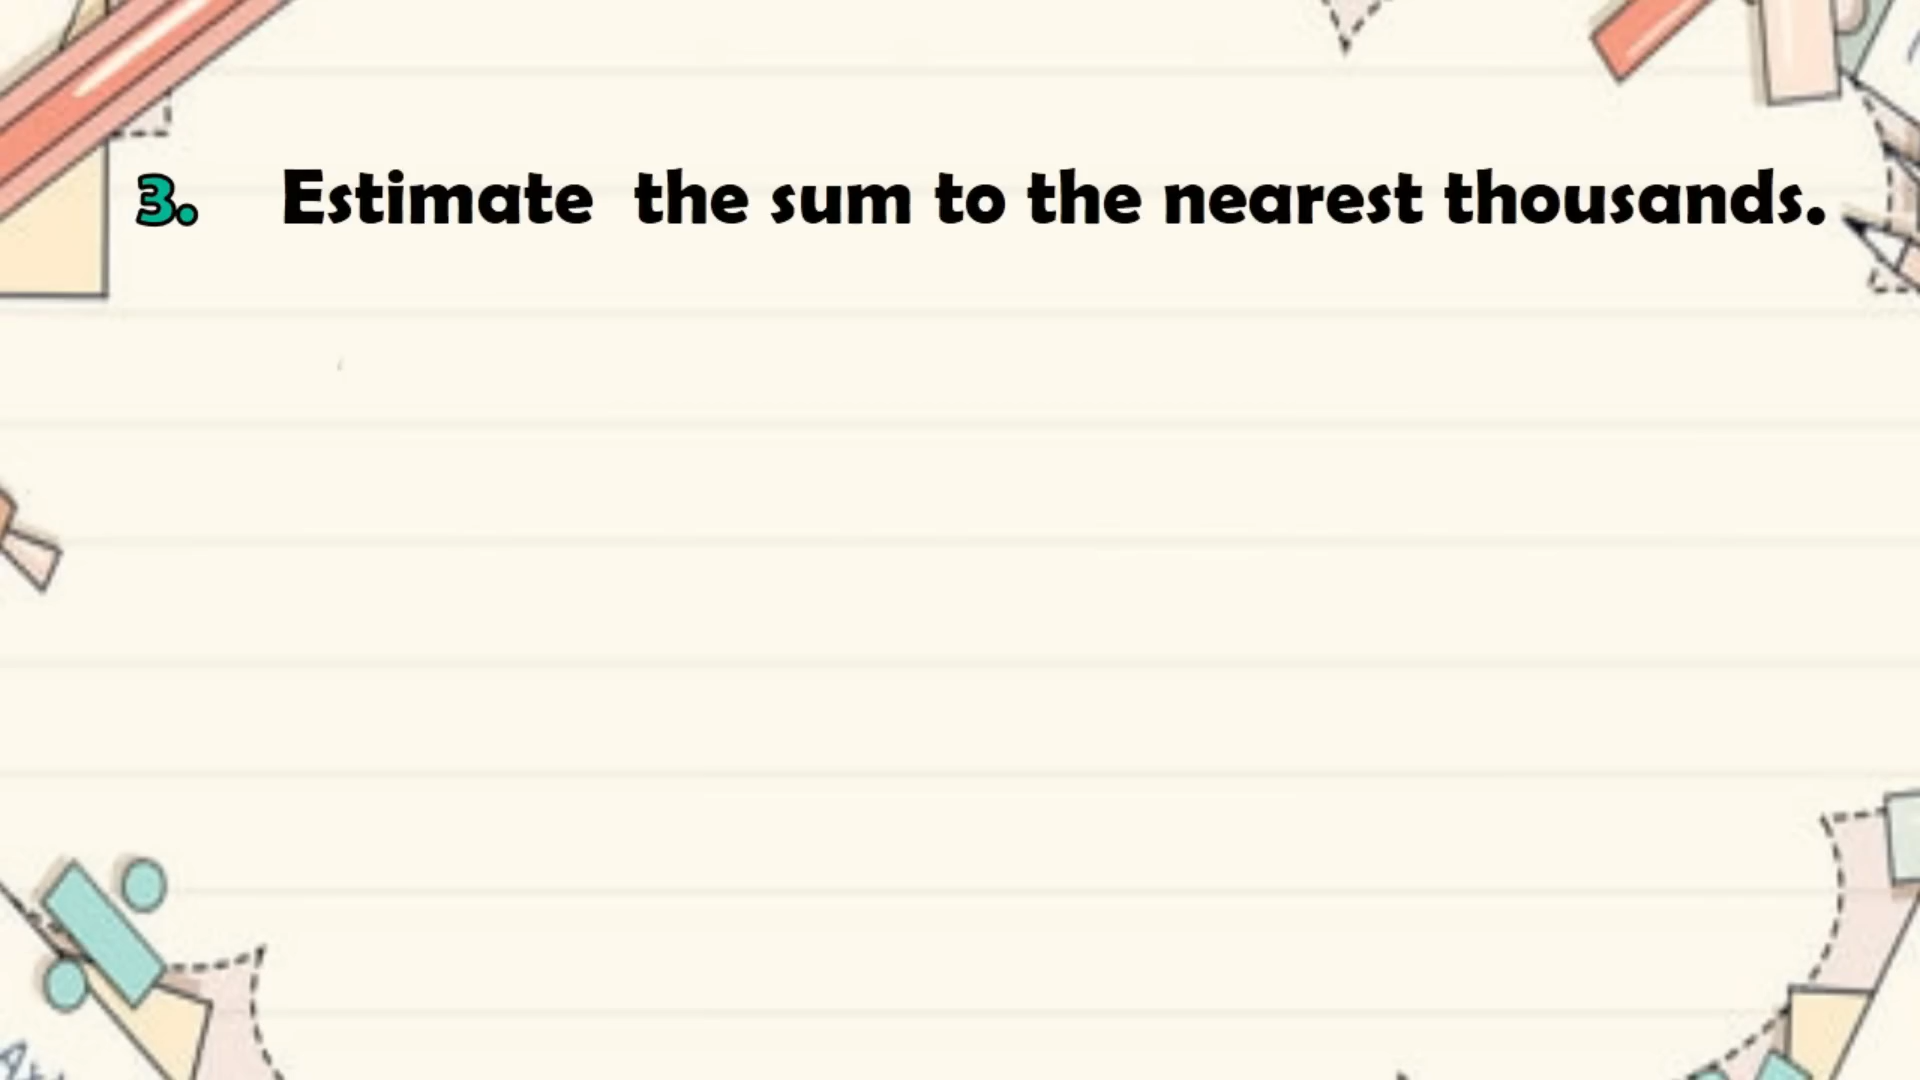 3. Estimate the sum to the nearest thousands.